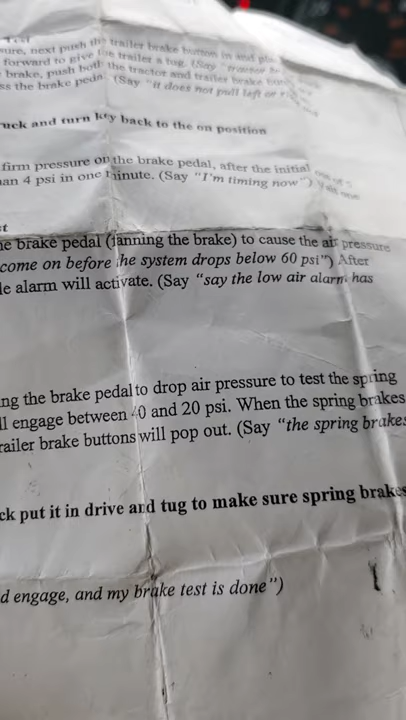 sure, next push the trailer brake button in and
forward to give the trailer a tug. (Say "tractor
brake, push both the tractor and trailer brake
ss the brake peda (Say "it does not pull left or
ruck and turn key back to the on position
firm pressure on the brake pedal, after the initial
an 4 psi in one minute. (Say "I'm timing now")
st
he brake pedal (fanning the brake) to cause the air pressure
come on before the system drops below 60 psi") After
le alarm will activate. (Say "say the low air alarm has
ng the brake pedal to drop air pressure to test the spring
ll engage between 40 and 20 psi. When the spring brakes
railer brake buttons will pop out. (Say "the spring brakes
ck put it in drive and tug to make sure spring brakes
d engage, and my brake test is done")